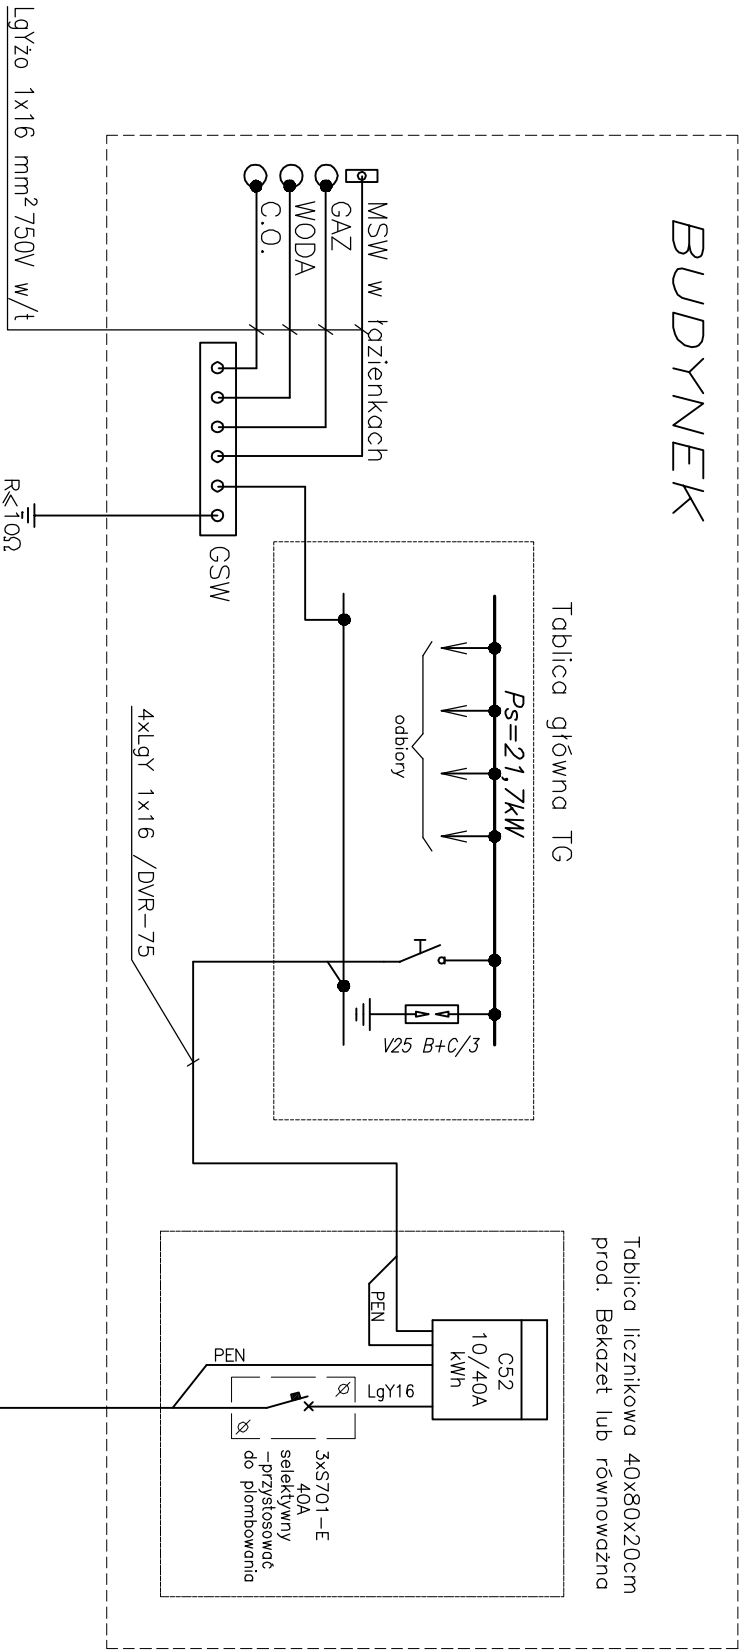 BUDYNEK
Tablica licznikowa 40x80x20cm
prod. Bekazet lub równoważna
Tablica główna TG
Ps=21,7kW
odbiory
V25 B+C/3
C52
10/40A
kWh
PEN
PEN
LgY16
3xS701-E
40A
selektywny
-przystosować
do plombowania
MSW w łazienkach
GAZ
WODA
C.O.
GSW
4xLgY 1x16 /DVR-75
LgYżo 1x16 mm² 750V w/t
R≤10Ω